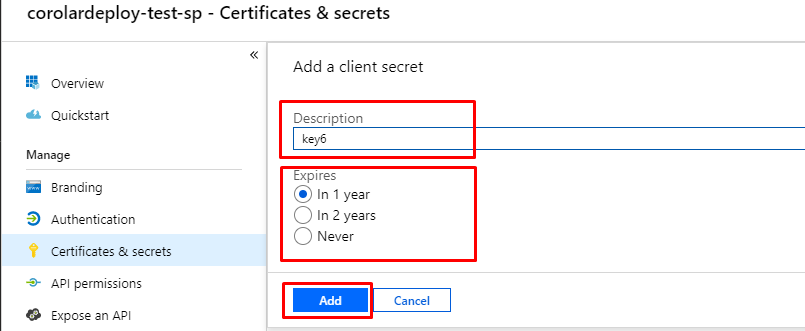 corolardeploy-test-sp - Certificates & secrets
«
Overview
Quickstart
Manage
Branding
Authentication
Certificates & secrets
API permissions
Expose an API
Add a client secret
Description
key6
Expires
In 1 year
In 2 years
Never
Add
Cancel